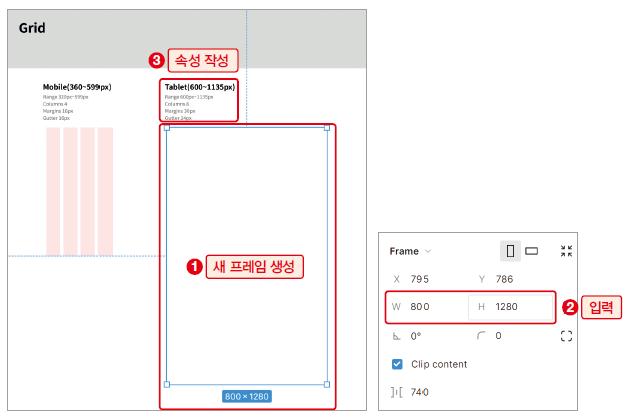 Grid
3 속성 작성
Mobile(360~599px)
Range 320px~599px
Columns 4
Margins 16px
Gutter 16px
Tablet(600~1135px)
Range 600px~1135px
Columns 8
Margins 30px
Gutter 24px
1 새 프레임 생성
800 × 1280
Frame
X 795 Y 786
W 800 H 1280
2 입력
0° 0
Clip content
740